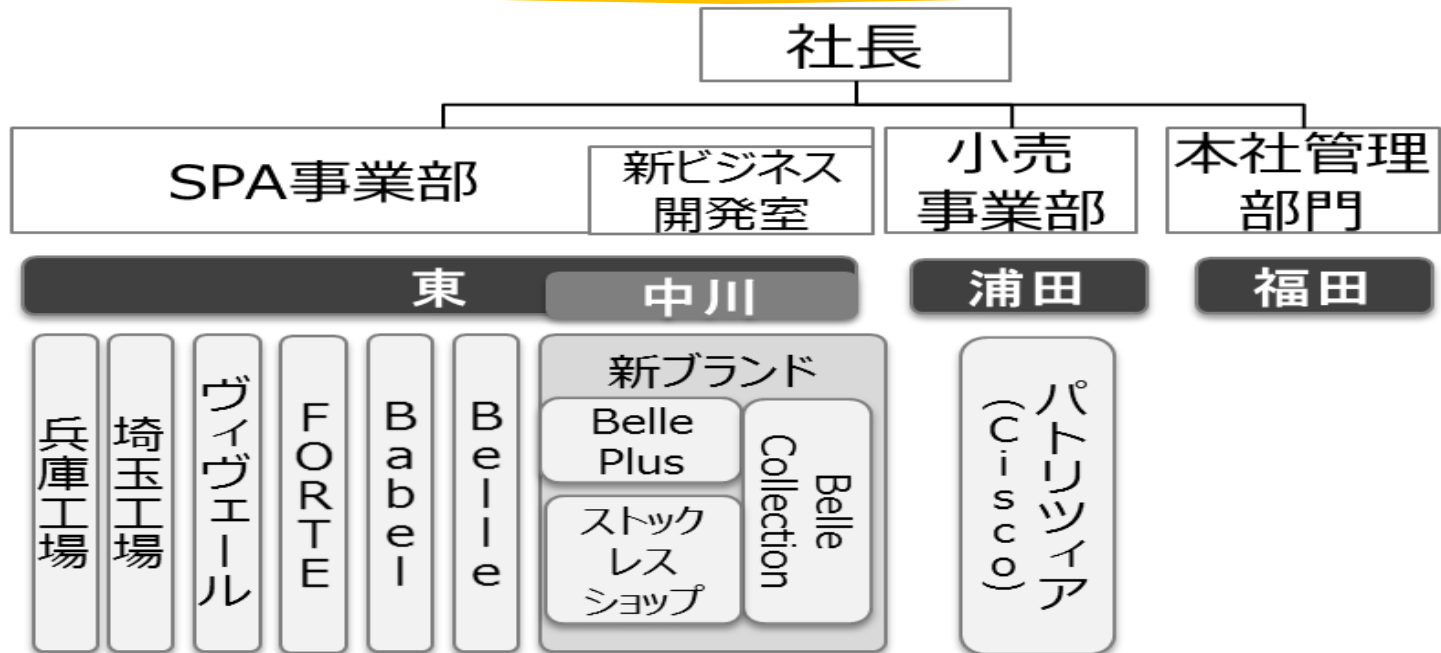 社長
SPA事業部
新ビジネス
開発室
小売
事業部
本社管理
部門
東
中川
浦田
福田
兵庫工場
埼玉工場
ヴィヴェール
FORTE
Babel
Belle
新ブランド
Belle
Plus
ストック
レス
ショップ
Belle
Collection
パトリツィア
(Cisco)